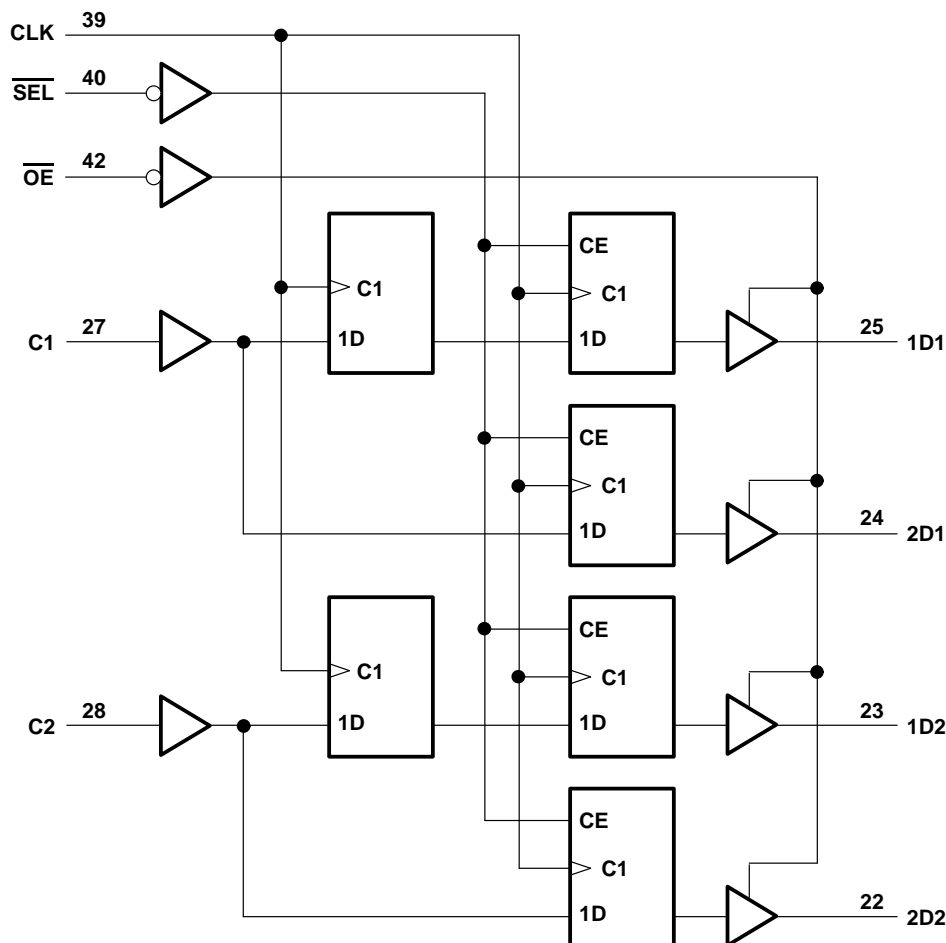 CLK 39
SEL 40
OE 42
CE
C1 C1
C1 27 1D 1D 25 1D1
CE
C1
1D 24 2D1
CE
C1 C1
C2 28 1D 1D 23 1D2
CE
C1
1D 22 2D2